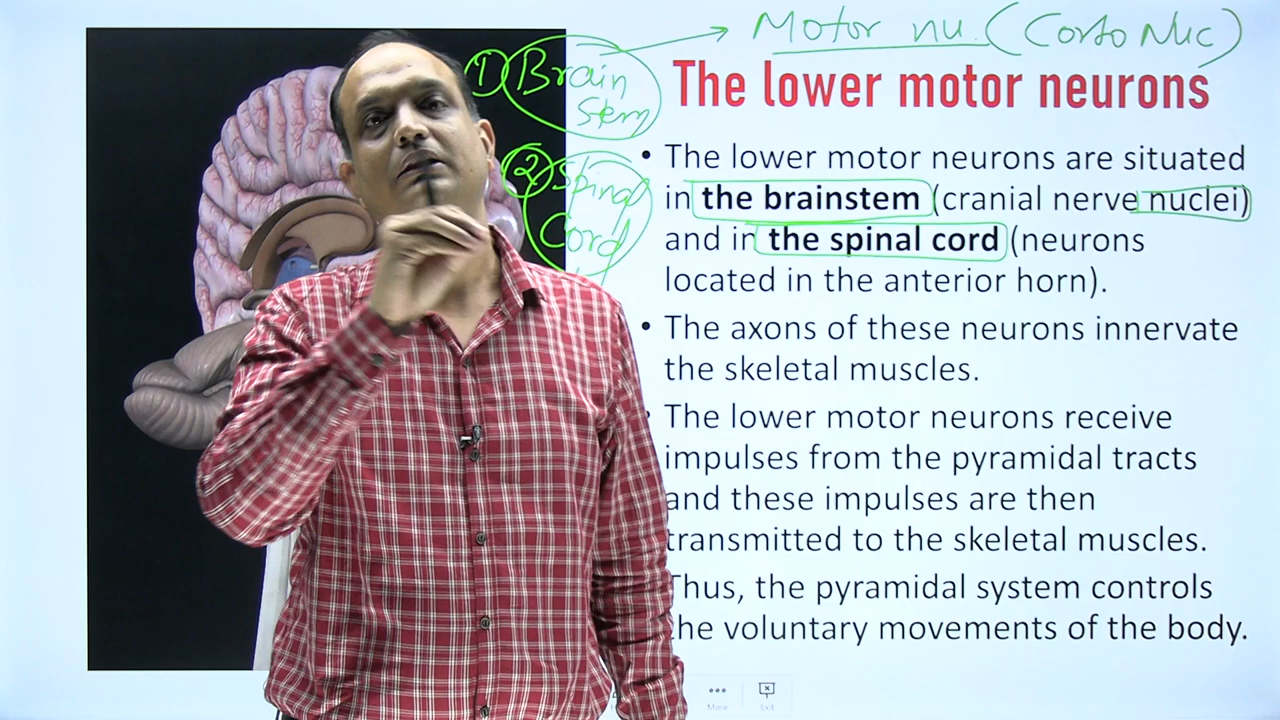 Motor nu. (Corto Nuc)
1) Brain
Stem
2) Spinal
Cord
The lower motor neurons
• The lower motor neurons are situated
in the brainstem (cranial nerve nuclei)
and in the spinal cord (neurons
located in the anterior horn).
• The axons of these neurons innervate
the skeletal muscles.
• The lower motor neurons receive
impulses from the pyramidal tracts
and these impulses are then
transmitted to the skeletal muscles.
Thus, the pyramidal system controls
the voluntary movements of the body.
More
Exit